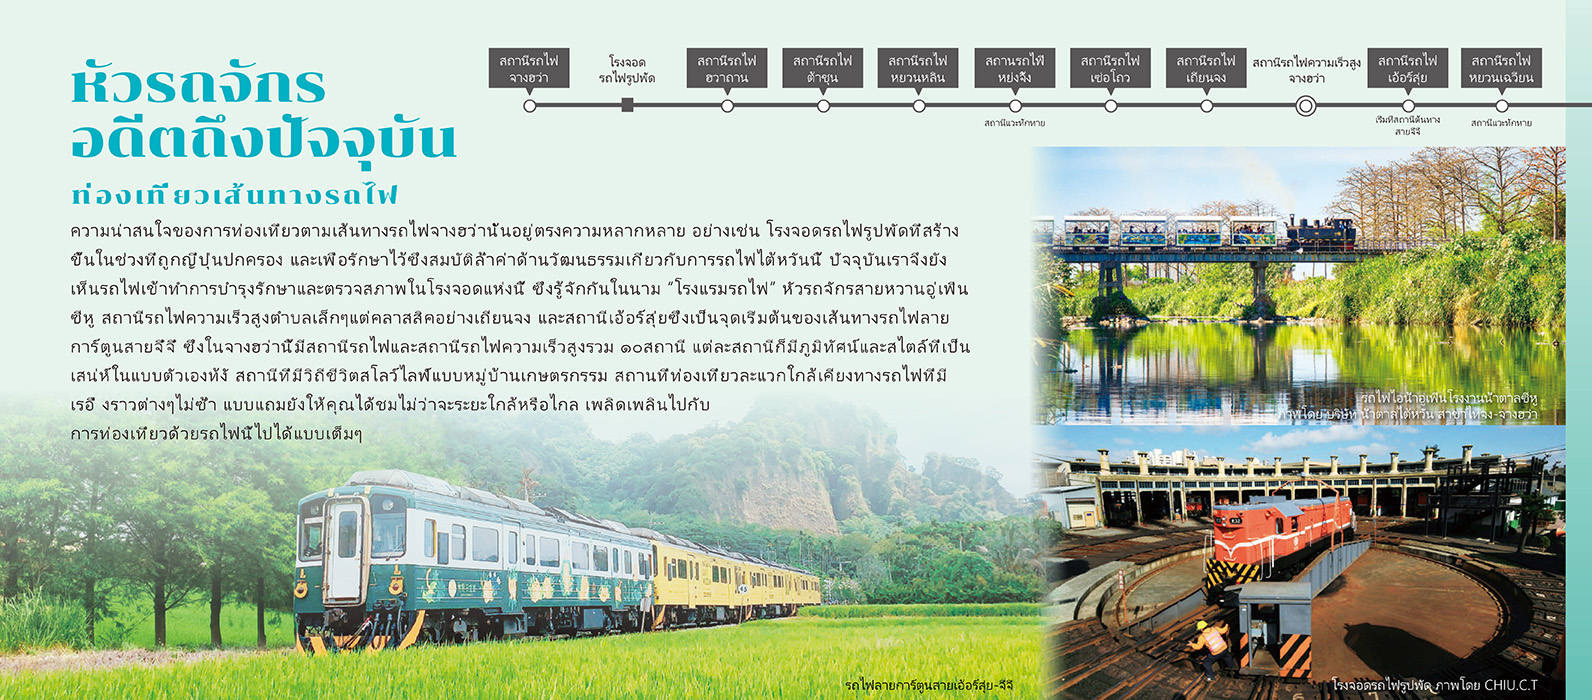 หัวรถจักร
อดีตถึงปัจจุบัน
ท่องเที่ยวเส้นทางรถไฟ
สถานีรถไฟ
จางฮว่า
โรงจอด
รถไฟรูปพัด
สถานีรถไฟ
ฮวาถาน
สถานีรถไฟ
ต้าชุน
สถานีรถไฟ
หยวนหลิน
สถานรถไฟี
หย่งจิ้ง
สถานีแวะทักทาย
สถานีรถไฟ
เซ่อโถว
สถานีรถไฟ
เถียนจง
สถานีรถไฟความเร็วสูง
จางฮว่า
สถานีรถไฟ
เอ้อร์สุ่ย
เริ่มที่สถานีต้นทาง
สายจี๋จี๋
สถานีรถไฟ
หยวนเฉวียน
สถานีแวะทักทาย
ความน่าสนใจของการท่องเที่ยวตามเส้นทางรถไฟจางฮว่านั้นอยู่ตรงความหลากหลาย อย่างเช่น โรงจอดรถไฟรูปพัดที่สร้าง
ขึ้นในช่วงที่ถูกญี่ปุ่นปกครอง และเพื่อรักษาไว้ซึ่งสมบัติล้ำค่าด้านวัฒนธรรมเกี่ยวกับการรถไฟไต้หวันนี้ ปัจจุบันเราจึงยัง
เห็นรถไฟเข้าทำการบำรุงรักษาและตรวจสภาพในโรงจอดแห่งนี้ ซึ่งรู้จักกันในนาม “โรงแรมรถไฟ” หัวรถจักรสายหวานอู่เฟิน
ซีหู สถานีรถไฟความเร็วสูงตำบลเล็กๆแต่คลาสสิคอย่างเถียนจง และสถานีเอ้อร์สุ่ยซึ่งเป็นจุดเริ่มต้นของเส้นทางรถไฟลาย
การ์ตูนสายจี๋จี๋ ซึ่งในจางฮว่านี้มีสถานีรถไฟและสถานีรถไฟความเร็วสูงรวม ๑๐สถานี แต่ละสถานีก็มีภูมิทัศน์และสไตล์ที่เป็น
เสน่ห์ในแบบตัวเองทั้ง สถานีที่มีวิถีชีวิตสโลว์ไลฟ์แบบหมู่บ้านเกษตรกรรม สถานที่ท่องเที่ยวละแวกใกล้เคียงทางรถไฟที่มี
เรื่อ งราวต่างๆไม่ซ้ำ แบบแถมยังให้คุณได้ชมไม่ว่าจะระยะใกล้หรือไกล เพลิดเพลินไปกับ
การท่องเที่ยวด้วยรถไฟนี้ไปได้แบบเต็มๆ
รถไฟไอน้ำอู่เฟินโรงงานน้ำตาลซีหู
ภาพโดย บริษัท น้ำตาลไต้หวัน สาขาไทจง-จางฮว่า
รถไฟลายการ์ตูนสายเอ้อร์สุ่ย-จี๋จี๋
โรงจอดรถไฟรูปพัด ภาพโดย CHIU.C.T